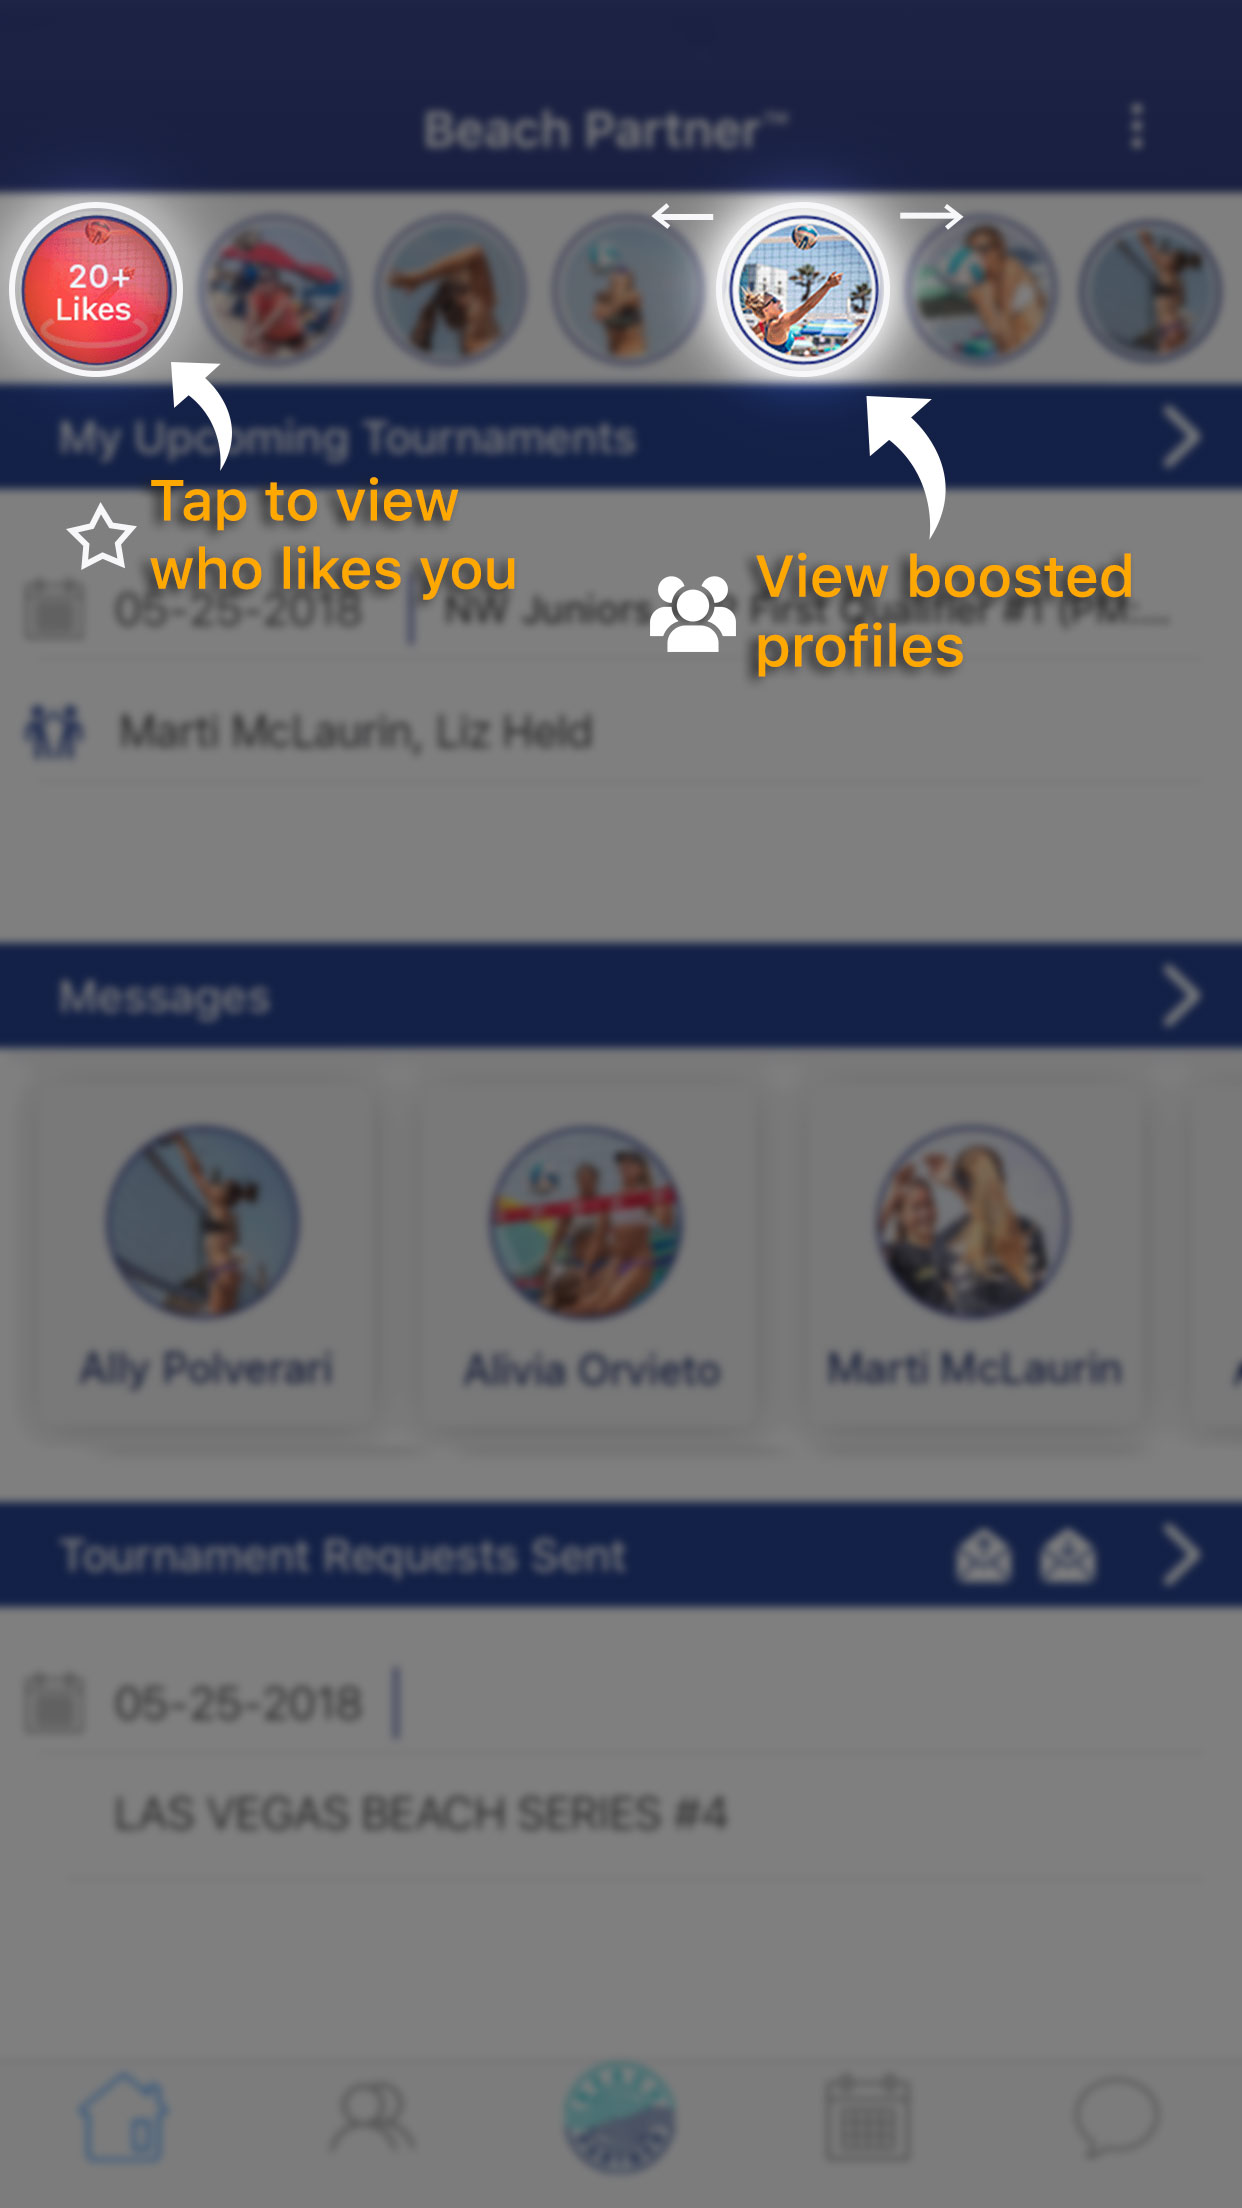 Beach Partner™
20+
Likes
My Upcoming Tournaments
Tap to view
who likes you
View boosted
profiles
05-25-2018 NW Juniors First Qualifier #1 (PM:...
Marti McLaurin, Liz Held
Messages
Ally Polverari
Alivia Orvieto
Marti McLaurin
Tournament Requests Sent
05-25-2018
LAS VEGAS BEACH SERIES #4